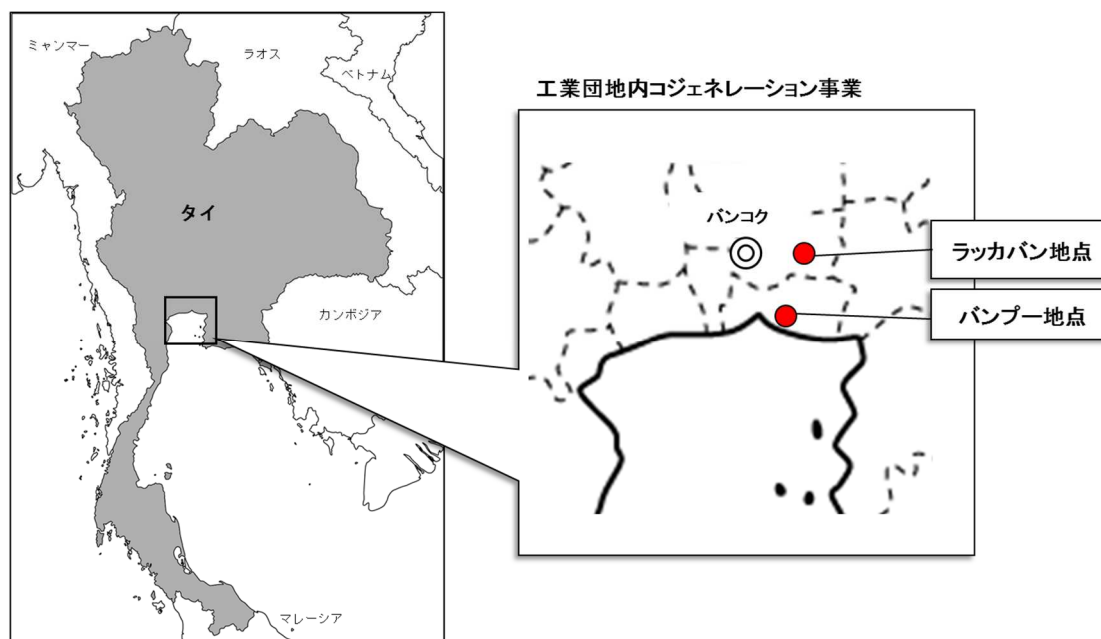 ミャンマー
ラオス
ベトナム
タイ
カンボジア
マレーシア
工業団地内コジェネレーション事業
バンコク
ラッカバン地点
バンプー地点